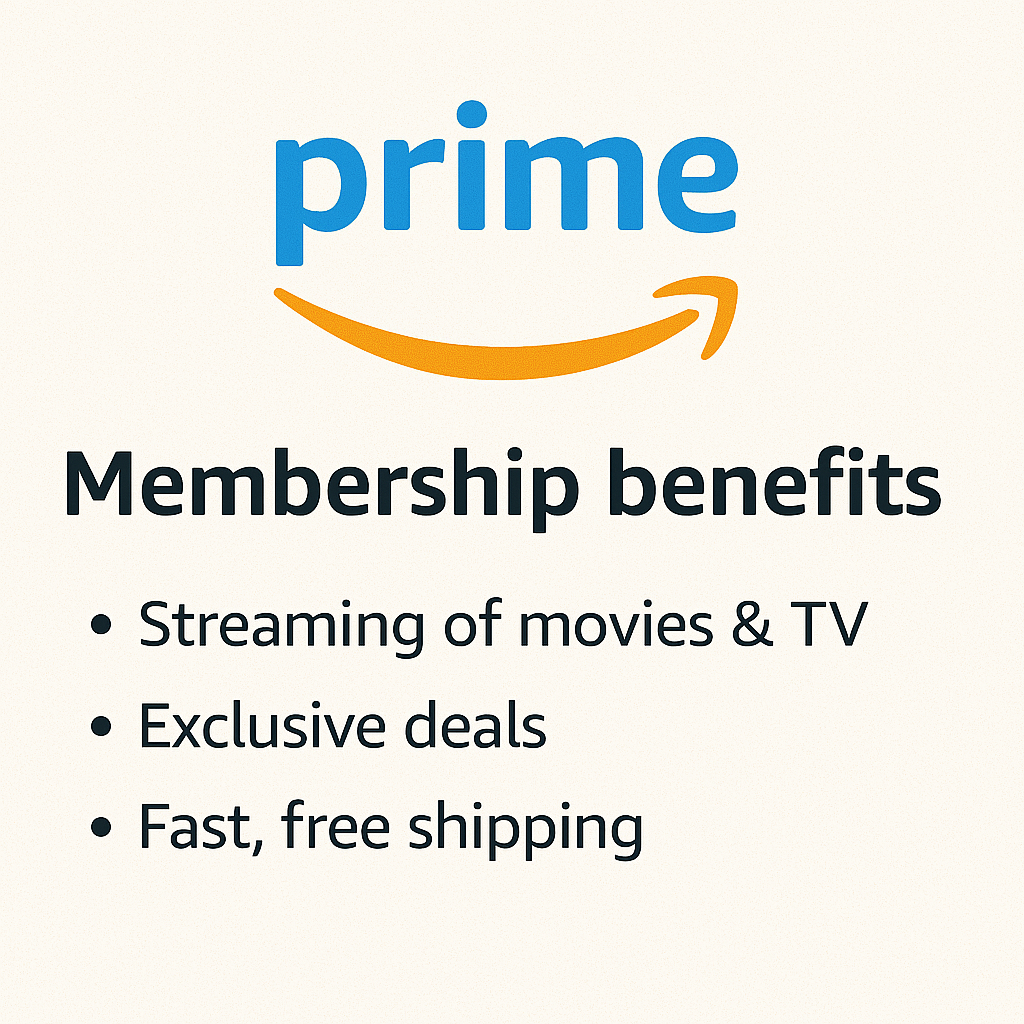 prime
Membership benefits
• Streaming of movies & TV
• Exclusive deals
• Fast, free shipping